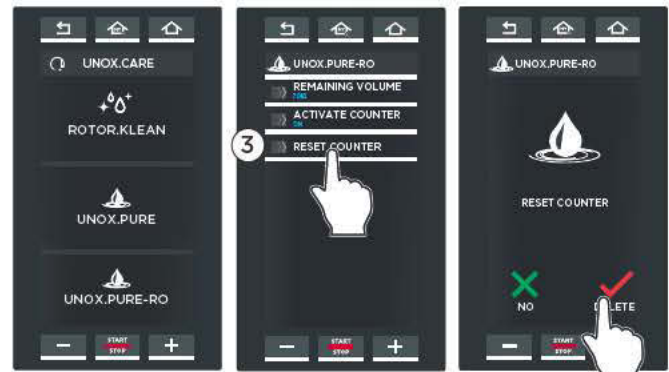 UNOX.CARE
ROTOR.KLEAN
UNOX.PURE
UNOX.PURE-RO
START
STOP
3
UNOX.PURE-RO
REMAINING VOLUME
ACTIVATE COUNTER
ON
RESET COUNTER
START
STOP
UNOX.PURE-RO
RESET COUNTER
NO
START
STOP